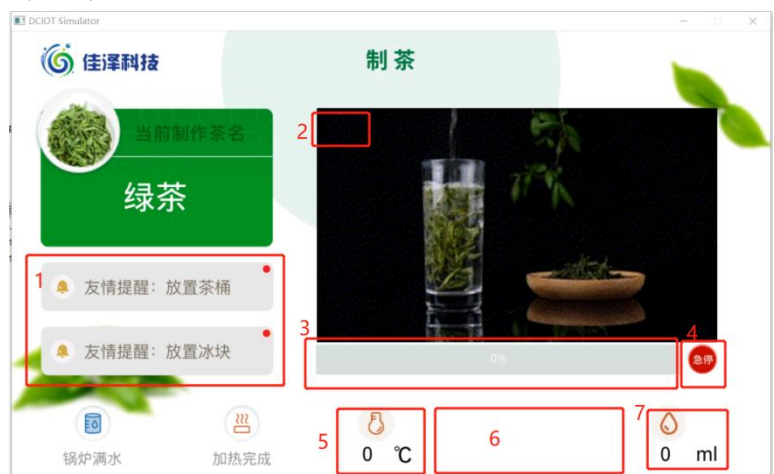 DCIOT Simulator
佳泽科技
制茶
当前制作茶名
绿茶
2
1
友情提醒：放置茶桶
友情提醒：放置冰块
3
0%
4
急停
锅炉满水
加热完成
5
0 ℃
6
7
0 ml